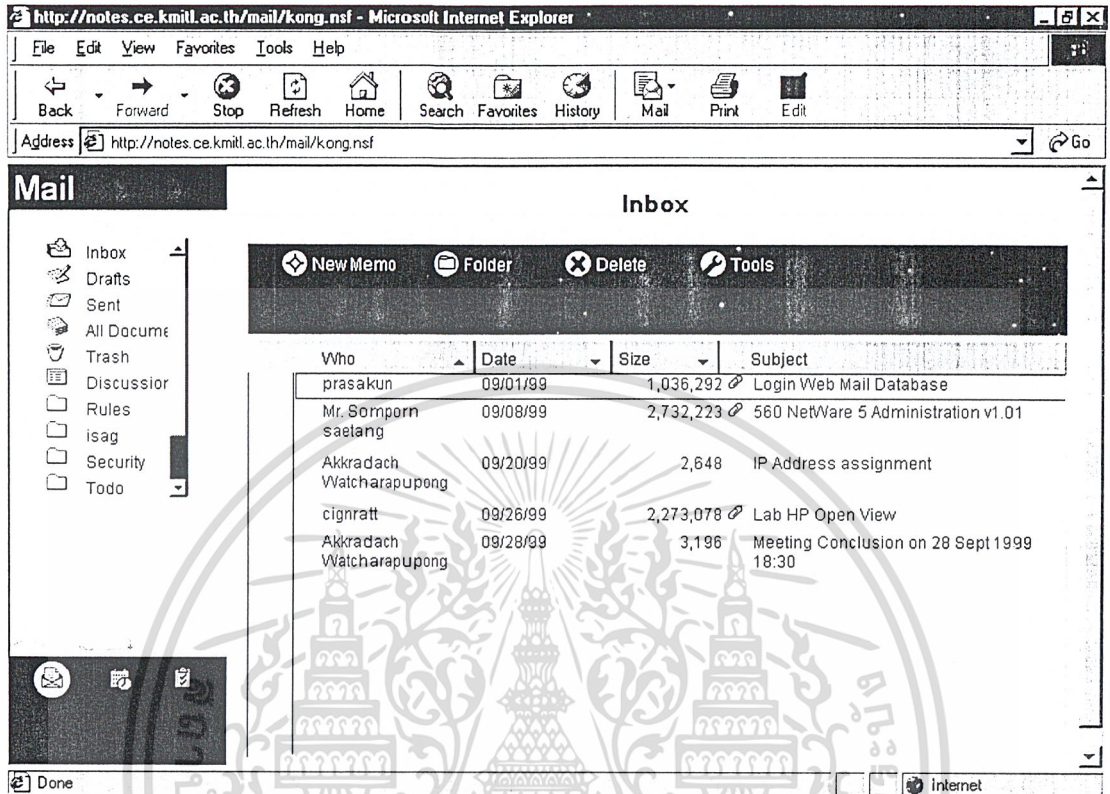 http://notes.ce.kmitl.ac.th/mail/kong.nsf - Microsoft Internet Explorer
File Edit View Favorites Tools Help
Back Forward Stop Refresh Home Search Favorites History Mail Print Edit
Address http://notes.ce.kmitl.ac.th/mail/kong.nsf Go
Mail
Inbox
Inbox
Drafts
Sent
All Docume
Trash
Discussior
Rules
isag
Security
Todo
New Memo Folder Delete Tools
Who Date Size Subject
prasakun 09/01/99 1,036,292 Login Web Mail Database
Mr. Somporn 09/08/99 2,732,223 560 NetWare 5 Administration v1.01
saetang
Akkradach 09/20/99 2,648 IP Address assignment
Watcharapupong
cignratt 09/26/99 2,273,078 Lab HP Open View
Akkradach 09/28/99 3,196 Meeting Conclusion on 28 Sept 1999
Watcharapupong 18:30
Done Internet